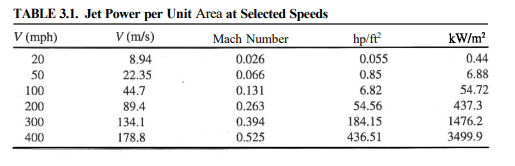 TABLE 3.1. Jet Power per Unit Area at Selected Speeds
V (mph) V (m/s) Mach Number hp/ft² kW/m²
20 8.94 0.026 0.055 0.44
50 22.35 0.066 0.85 6.88
100 44.7 0.131 6.82 54.72
200 89.4 0.263 54.56 437.3
300 134.1 0.394 184.15 1476.2
400 178.8 0.525 436.51 3499.9